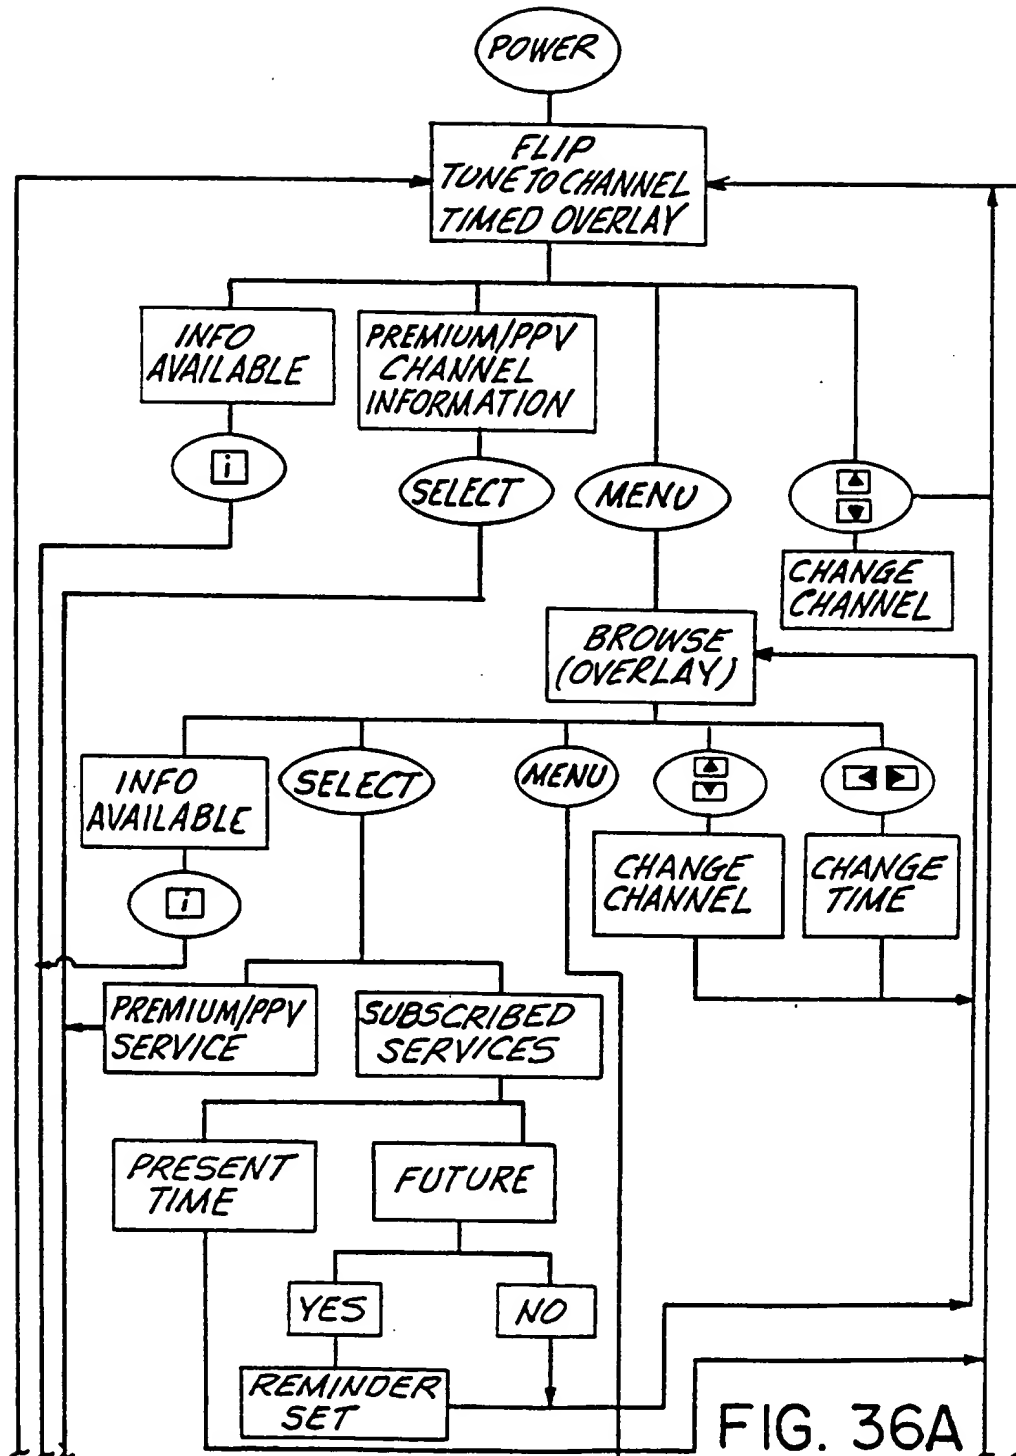 POWER
FLIP
TUNE TO CHANNEL
TIMED OVERLAY
INFO
AVAILABLE
PREMIUM/PPV
CHANNEL
INFORMATION
i
SELECT
MENU
CHANGE
CHANNEL
BROWSE
(OVERLAY)
INFO
AVAILABLE
SELECT
MENU
CHANGE
CHANNEL
CHANGE
TIME
i
PREMIUM/PPV
SERVICE
SUBSCRIBED
SERVICES
PRESENT
TIME
FUTURE
YES
NO
REMINDER
SET
FIG. 36A